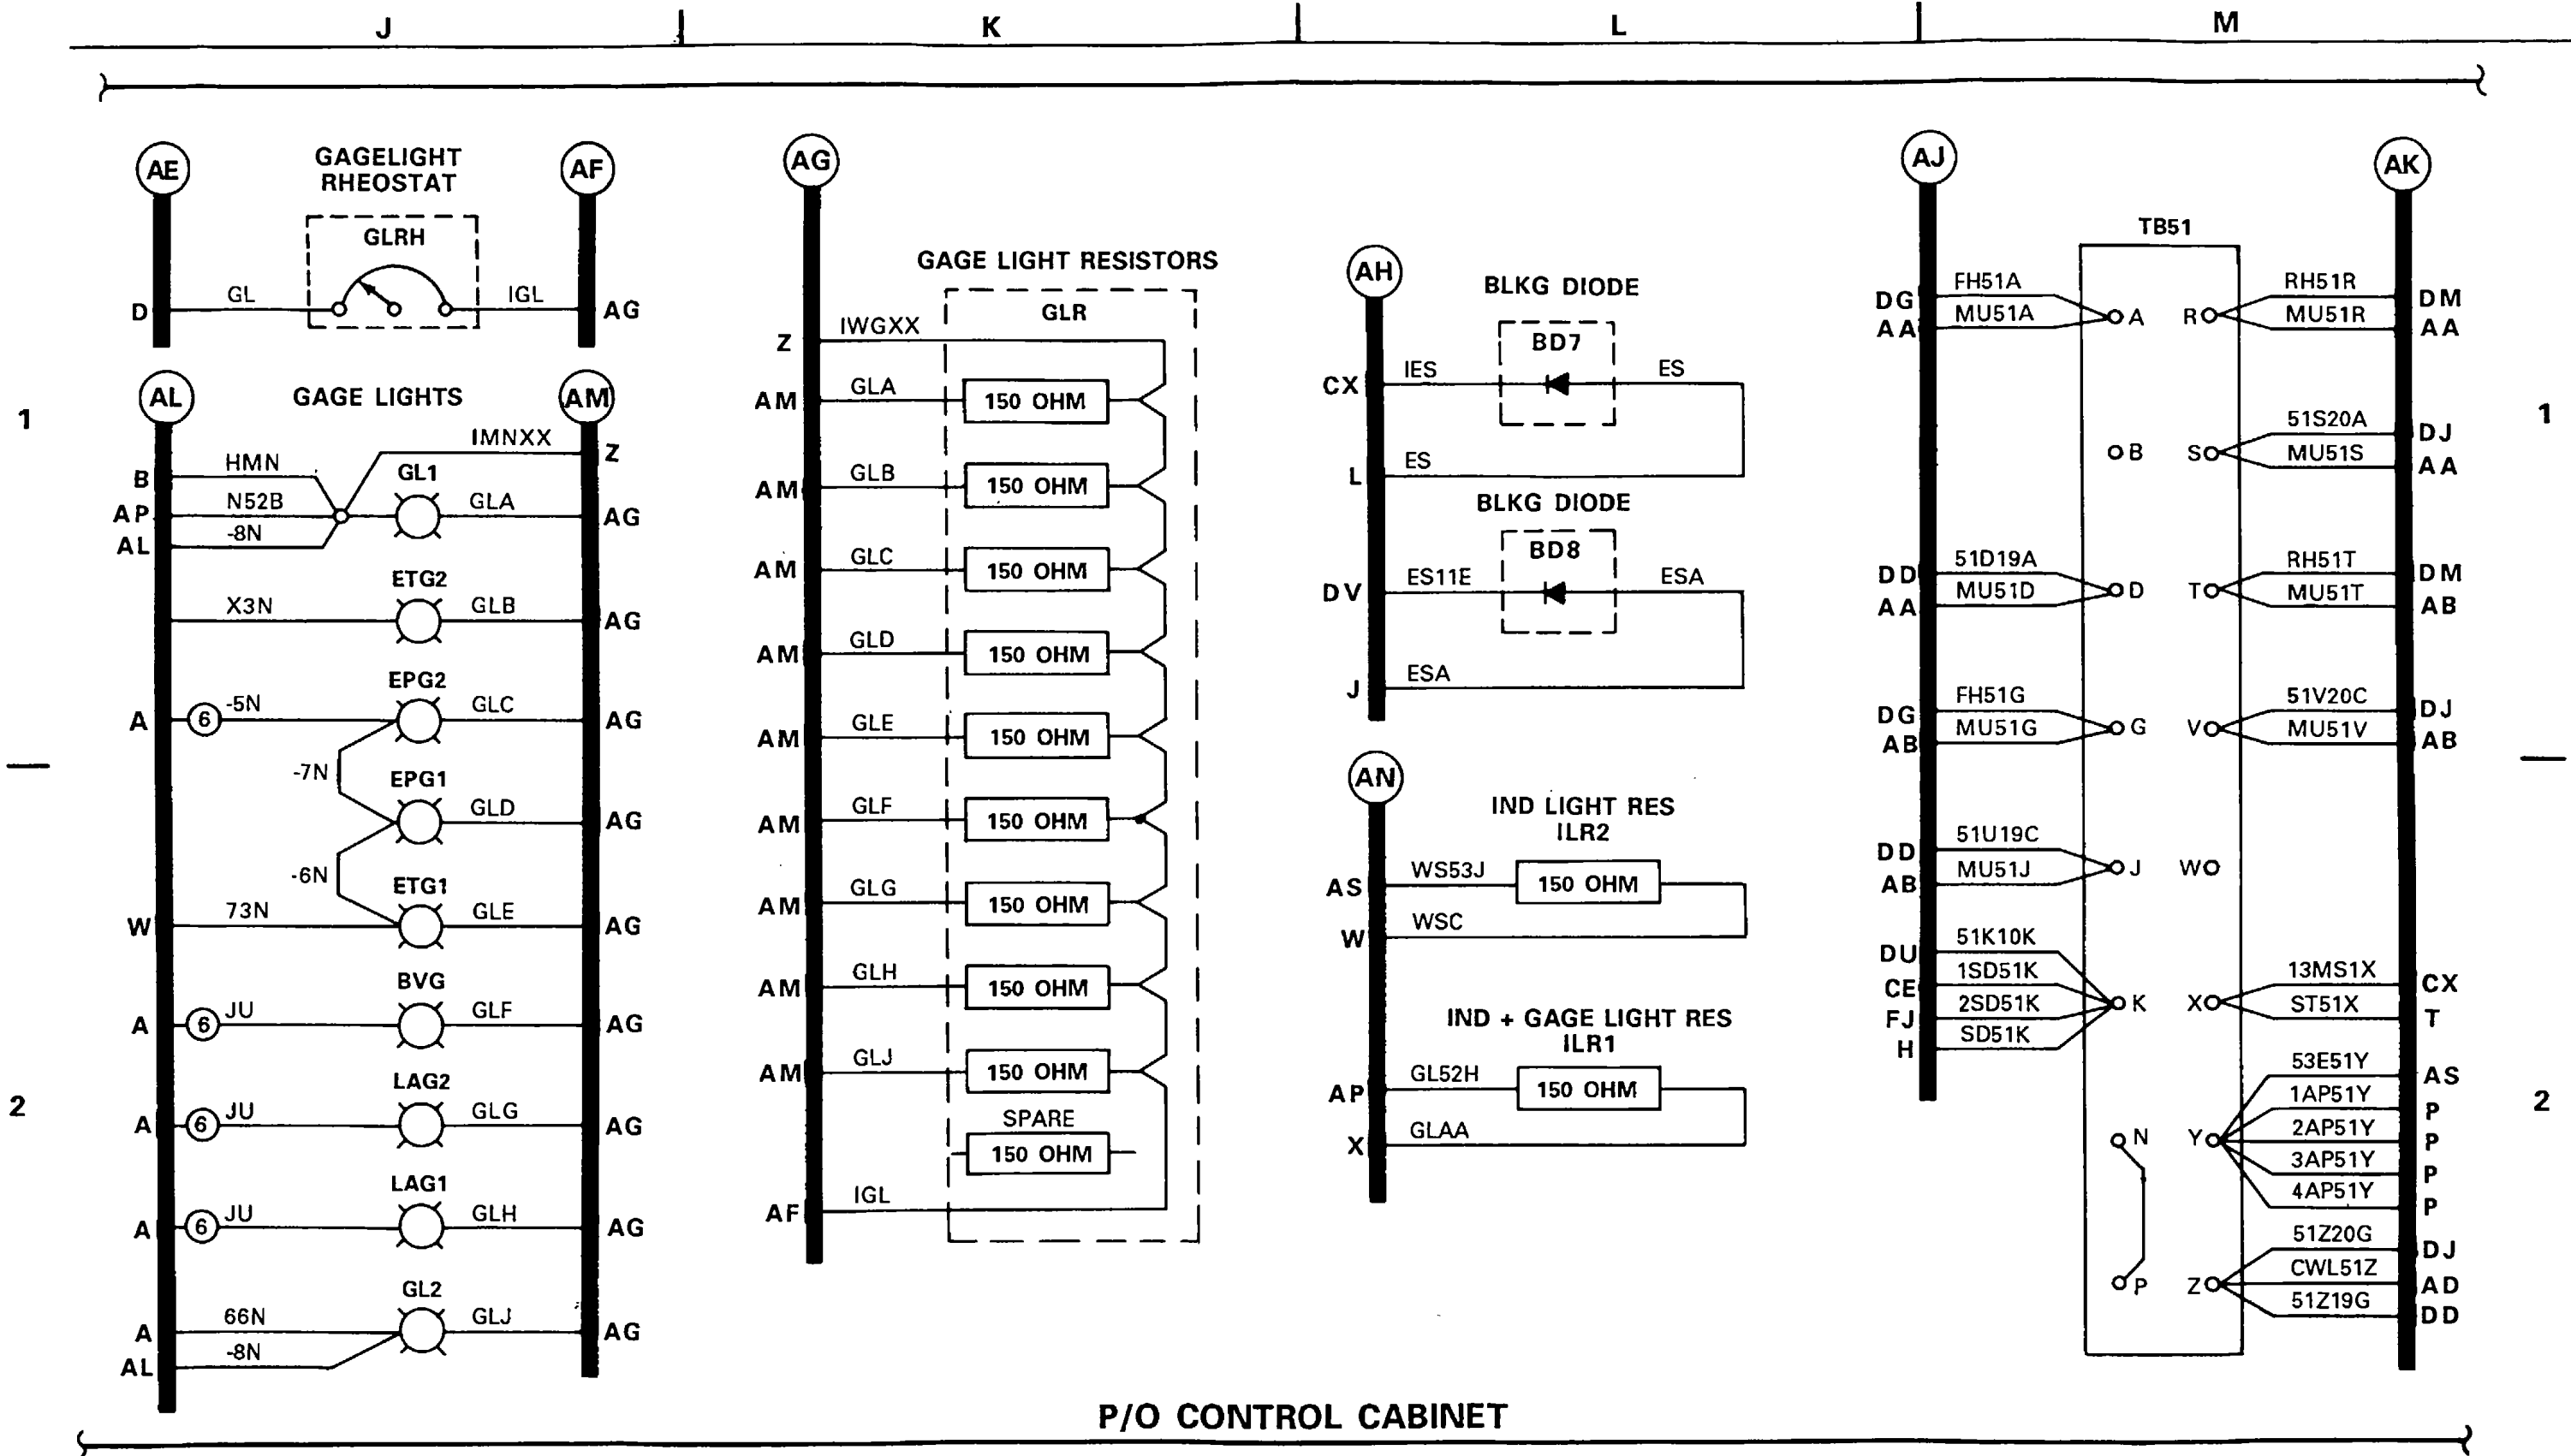 J K L M
AE
GAGELIGHT
RHEOSTAT
AF
GLRH
D GL IGL AG
AL GAGE LIGHTS AM
IMNXX Z
B HMN
GL1
AP N52B GLA AG
AL -8N
ETG2
X3N GLB AG
EPG2
A 6 -5N GLC AG
-7N
EPG1
GLD AG
-6N
ETG1
W 73N GLE AG
BVG
A 6 JU GLF AG
LAG2
A 6 JU GLG AG
LAG1
A 6 JU GLH AG
GL2
A 66N GLJ AG
AL -8N
1
2
AG
GAGE LIGHT RESISTORS
GLR
Z IWGXX
AM GLA 150 OHM
AM GLB 150 OHM
AM GLC 150 OHM
AM GLD 150 OHM
AM GLE 150 OHM
AM GLF 150 OHM
AM GLG 150 OHM
AM GLH 150 OHM
AM GLJ 150 OHM
SPARE
150 OHM
AF IGL
AH
BLKG DIODE
BD7
CX IES ES
L ES
BLKG DIODE
BD8
DV ES11E ESA
J ESA
AN
IND LIGHT RES
ILR2
AS WS53J 150 OHM
W WSC
IND + GAGE LIGHT RES
ILR1
AP GL52H 150 OHM
X GLAA
AJ
TB51
AK
DG FH51A A R RH51R DM
AA MU51A MU51R AA
B S 51S20A DJ
MU51S AA
DD 51D19A D T RH51T DM
AA MU51D MU51T AB
DG FH51G G V 51V20C DJ
AB MU51G MU51V AB
DD 51U19C J W
AB MU51J
DU 51K10K
CE 1SD51K K X 13MS1X CX
FJ 2SD51K ST51X T
H SD51K
53E51Y AS
1AP51Y P
N Y 2AP51Y P
3AP51Y P
4AP51Y P
51Z20G DJ
P Z CWL51Z AD
51Z19G DD
1
2
P/O CONTROL CABINET